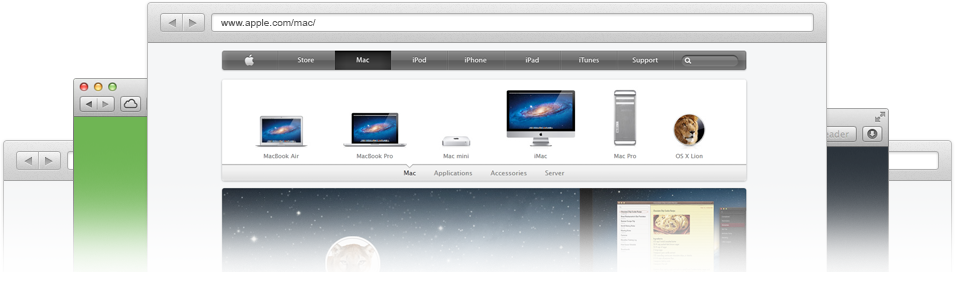 www.apple.com/mac/
Store Mac iPod iPhone iPad iTunes Support
eader
MacBook Air MacBook Pro Mac mini iMac Mac Pro OS X Lion
Mac Applications Accessories Server